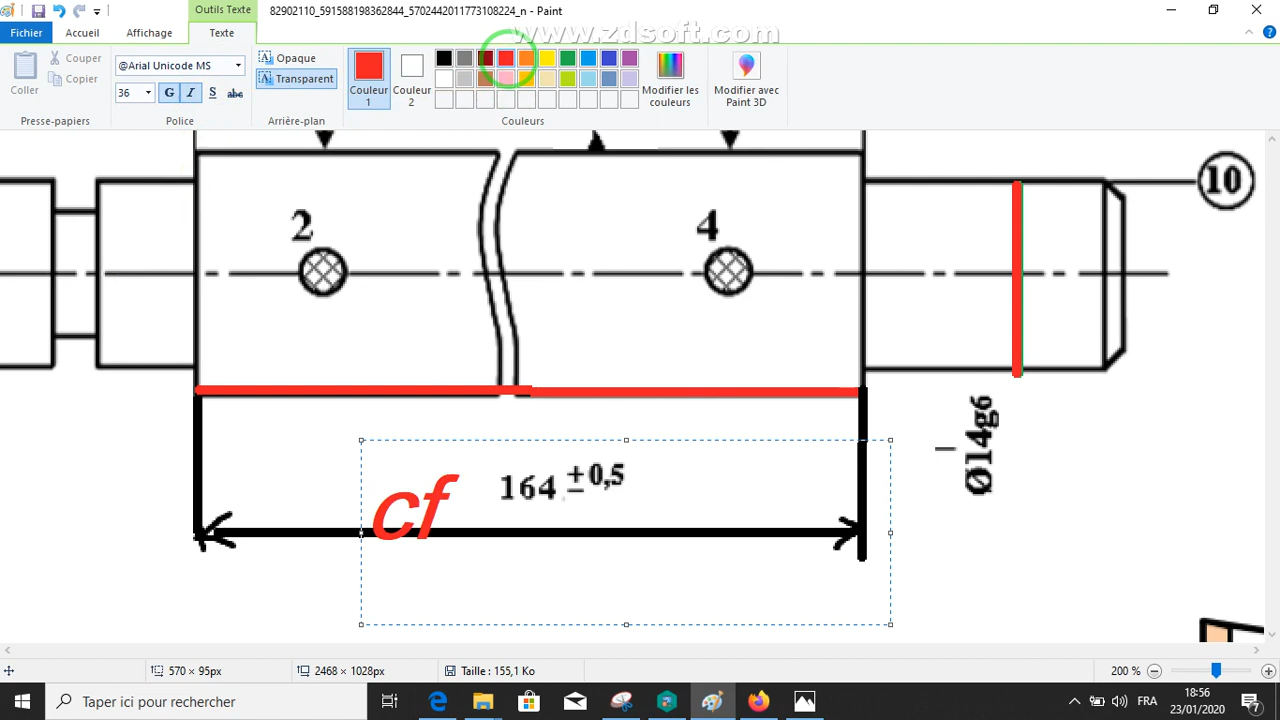 Outils Texte
82902110_591588198362844_5702442011773108224_n - Paint
www.zdsoft.com
Fichier
Accueil
Affichage
Texte
Coller
Couper
Copier
Presse-papiers
@Arial Unicode MS
36
G I S abc
Police
Opaque
Transparent
Arrière-plan
Couleur 1
Couleur 2
Modifier les couleurs
Couleurs
Modifier avec Paint 3D
2
4
10
Ø14g6
cf
164 ±0,5
570 × 95px
2468 × 1028px
Taille : 155,1 Ko
200 %
Taper ici pour rechercher
FRA
18:56
23/01/2020
7